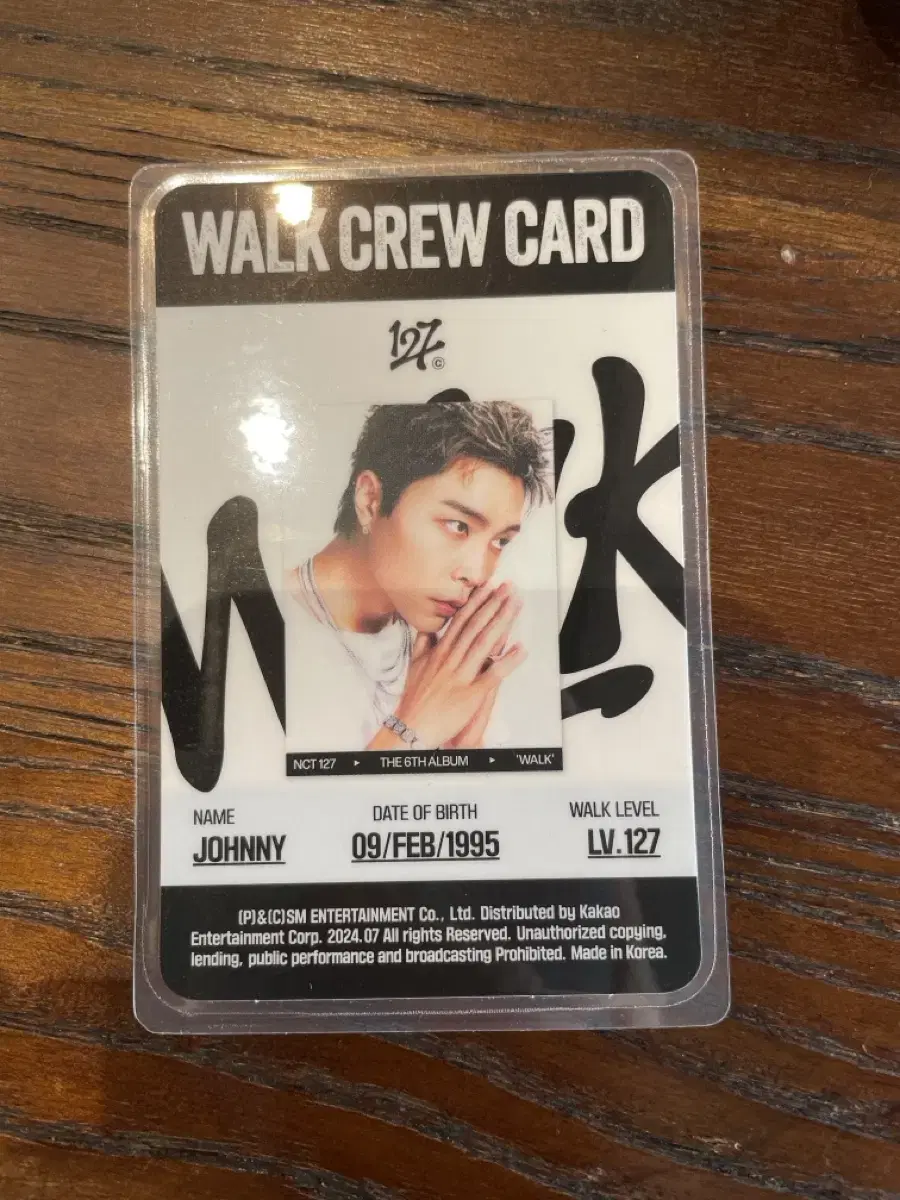 WALK CREW CARD
127
©
WALK
NCT 127 ▸ THE 6TH ALBUM ▸ 'WALK'
NAME DATE OF BIRTH WALK LEVEL
JOHNNY 09/FEB/1995 LV.127
(P)&(C)SM ENTERTAINMENT Co., Ltd. Distributed by Kakao
Entertainment Corp. 2024.07 All rights Reserved. Unauthorized copying,
lending, public performance and broadcasting Prohibited. Made in Korea.